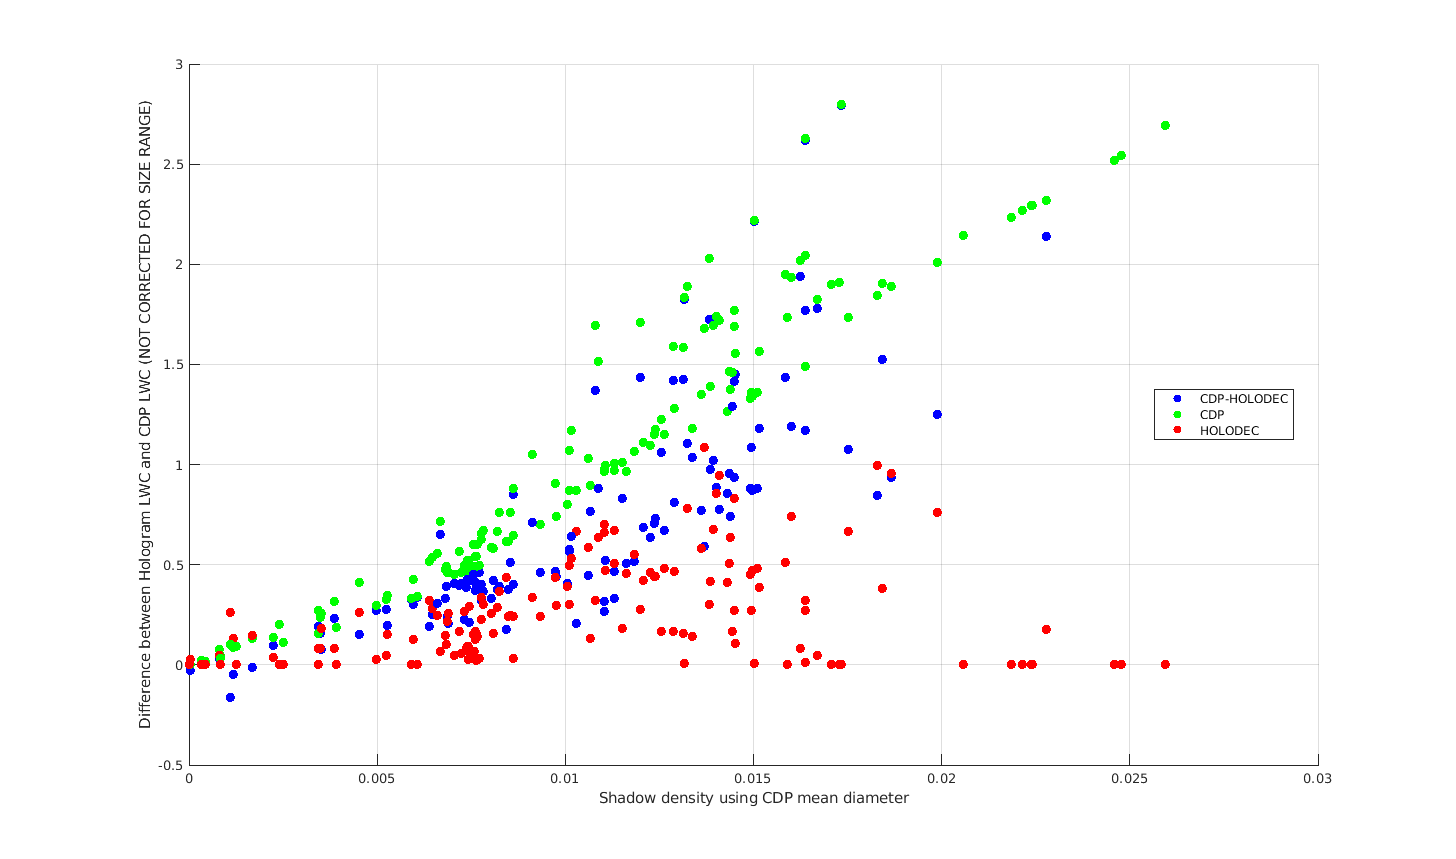 3
2.5
2
1.5
1
0.5
0
-0.5
0 0.005 0.01 0.015 0.02 0.025 0.03
Shadow density using CDP mean diameter
Difference between Hologram LWC and CDP LWC (NOT CORRECTED FOR SIZE RANGE)
CDP-HOLODEC
CDP
HOLODEC